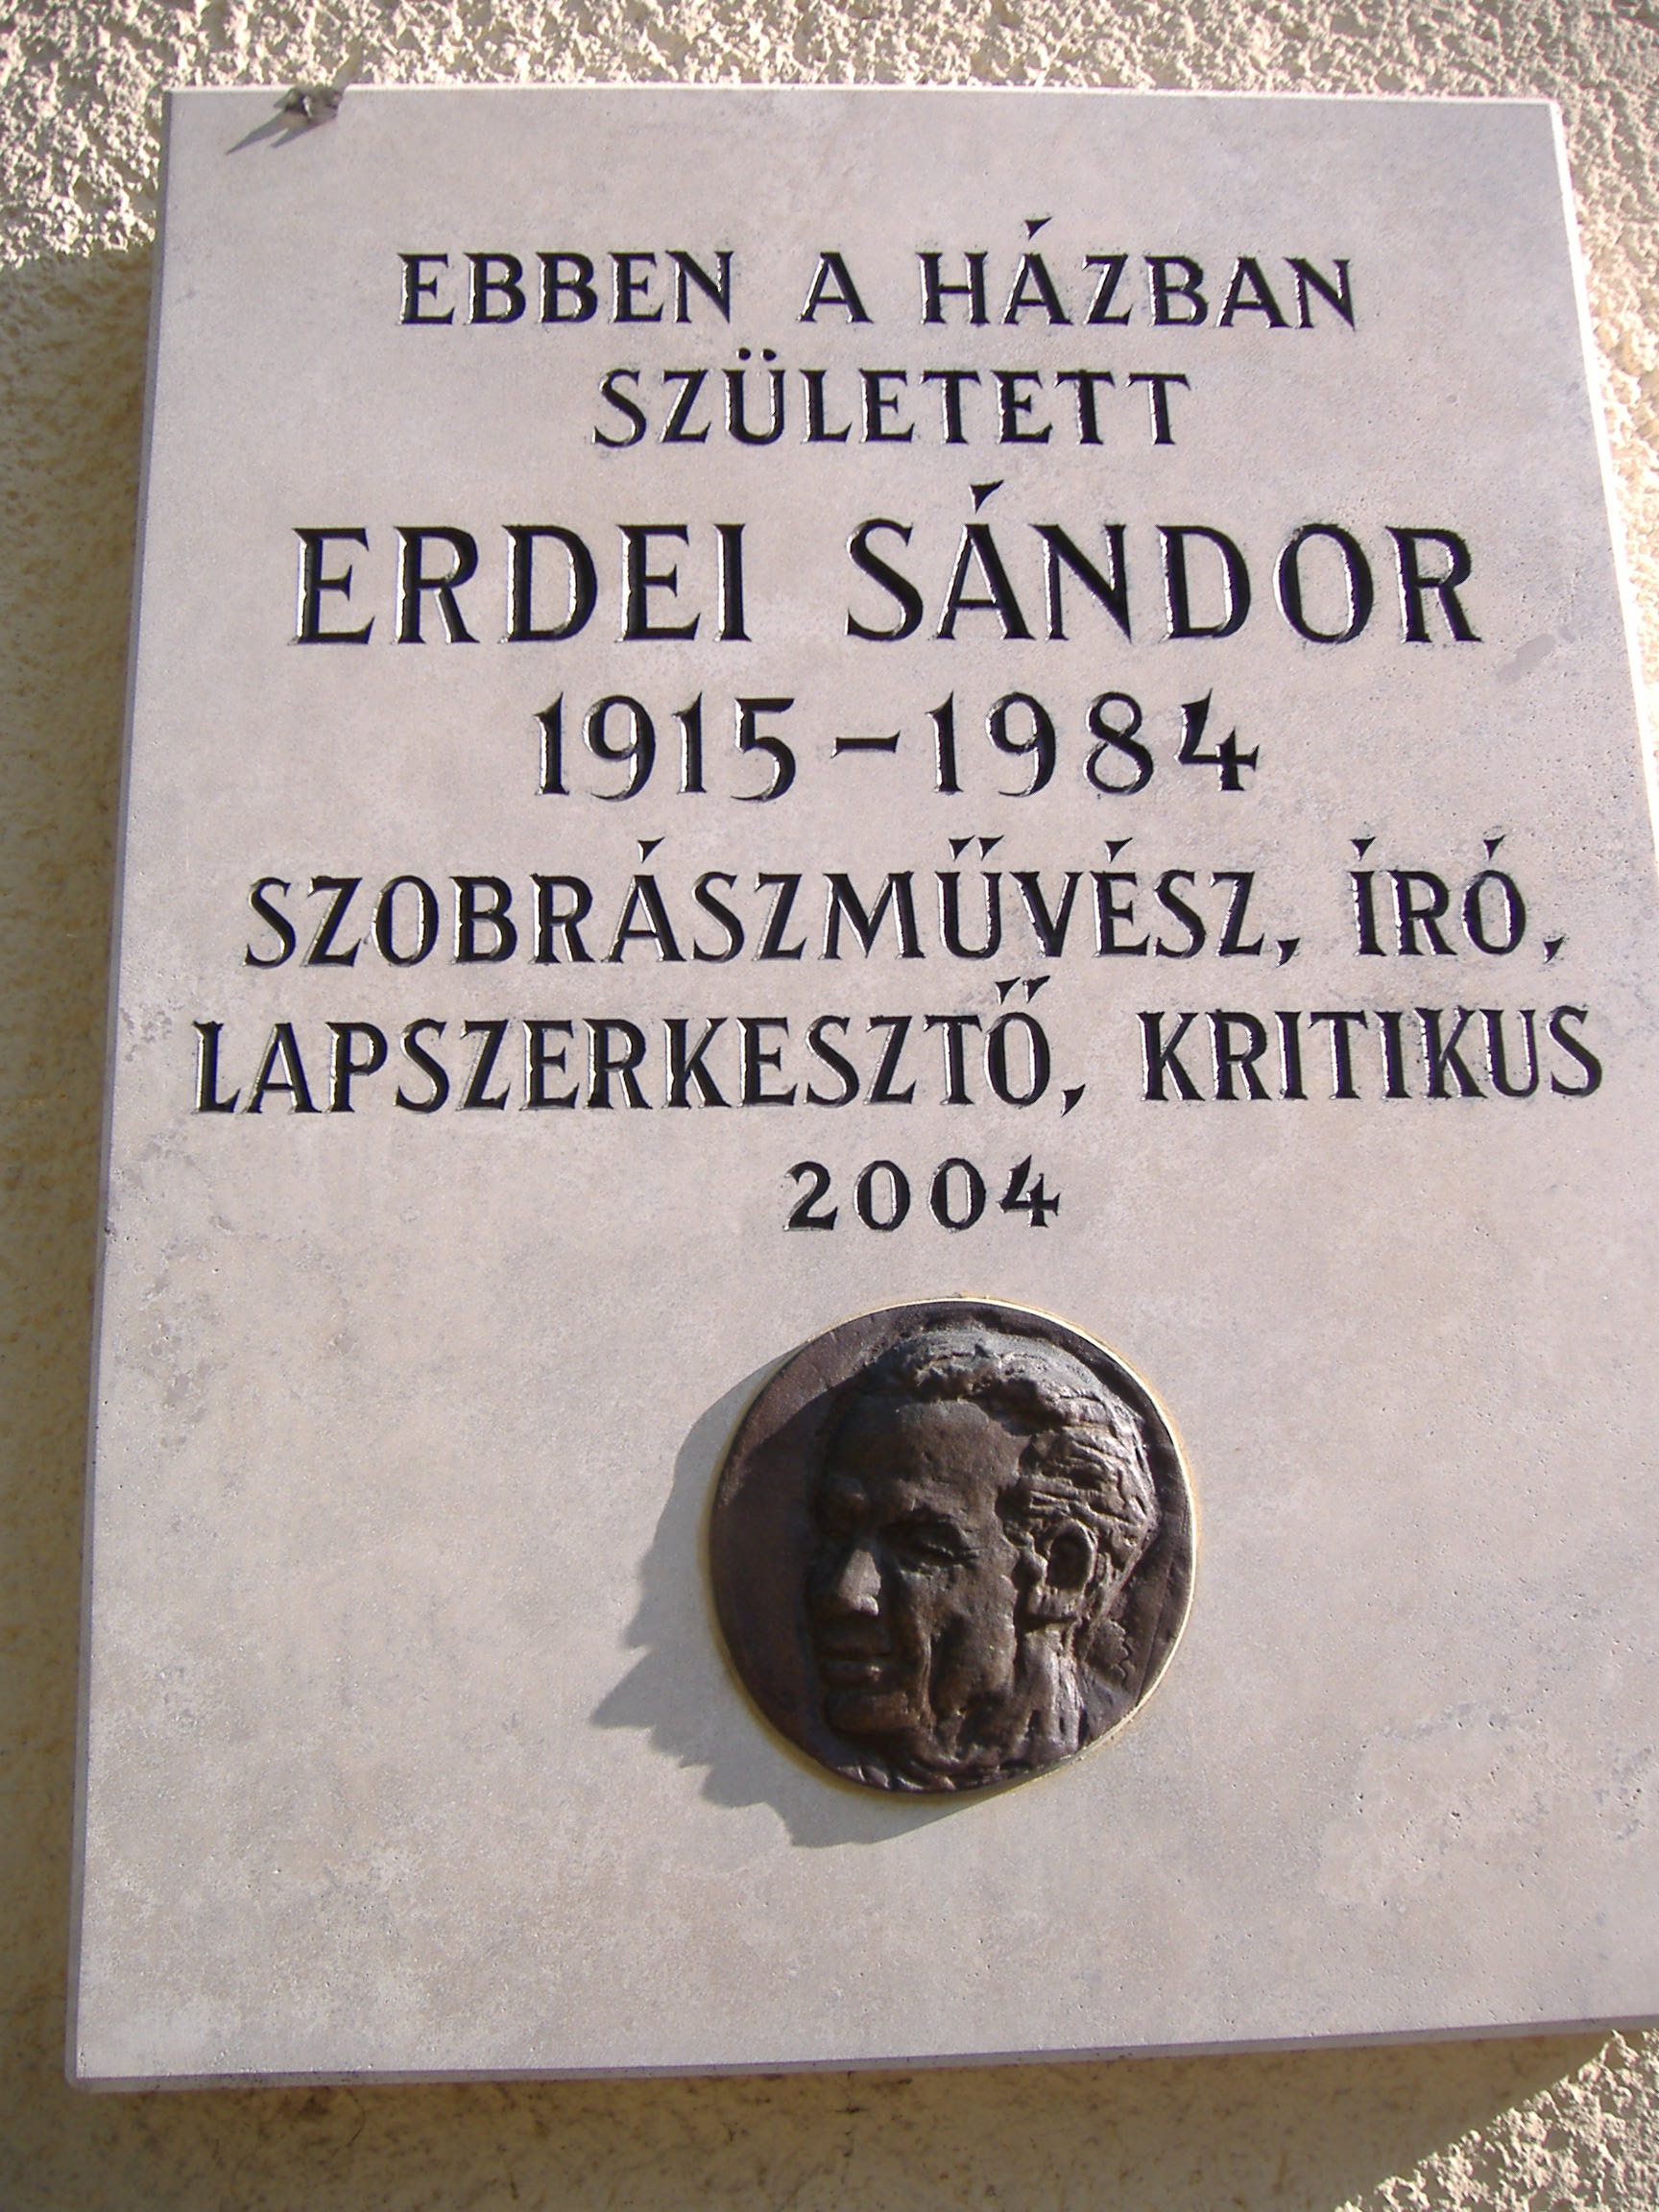 EBBEN A HÁZBAN
SZÜLETETT
ERDEI SÁNDOR
1915-1984
SZOBRÁSZMŰVÉSZ, ÍRÓ,
LAPSZERKESZTŐ, KRITIKUS
2004